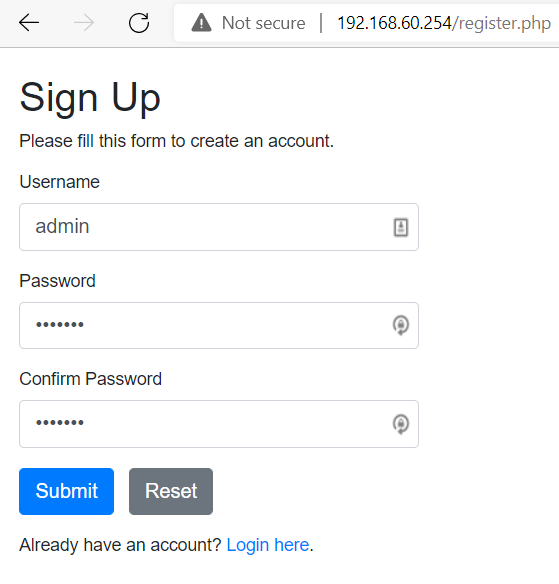 Not secure | 192.168.60.254/register.php
Sign Up
Please fill this form to create an account.
Username
admin
Password
•••••••
Confirm Password
•••••••
Submit Reset
Already have an account? Login here.